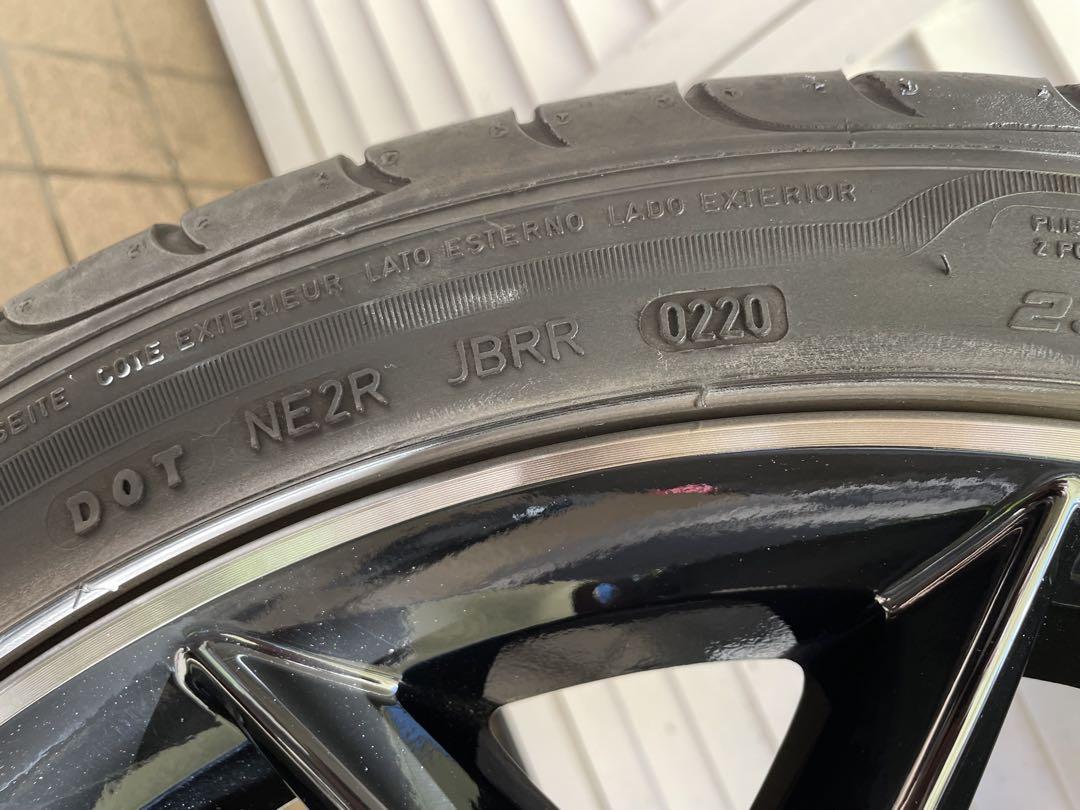 SEITE COTE EXTERIEUR LATO ESTERNO LADO EXTERIOR
DOT NE2R JBRR 0220